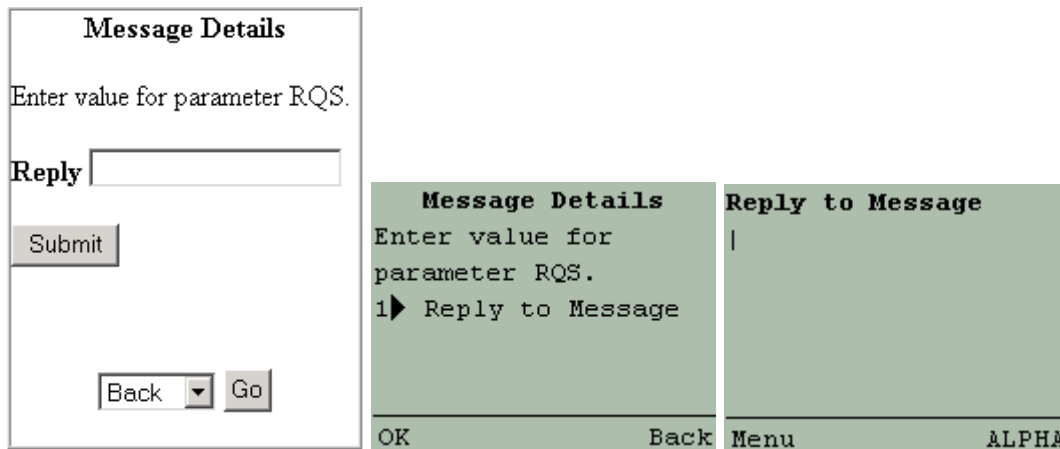 Message Details
Enter value for parameter RQS.
Reply
Submit
Back Go
Message Details
Enter value for
parameter RQS.
1 Reply to Message
OK Back
Reply to Message
Menu ALPHA